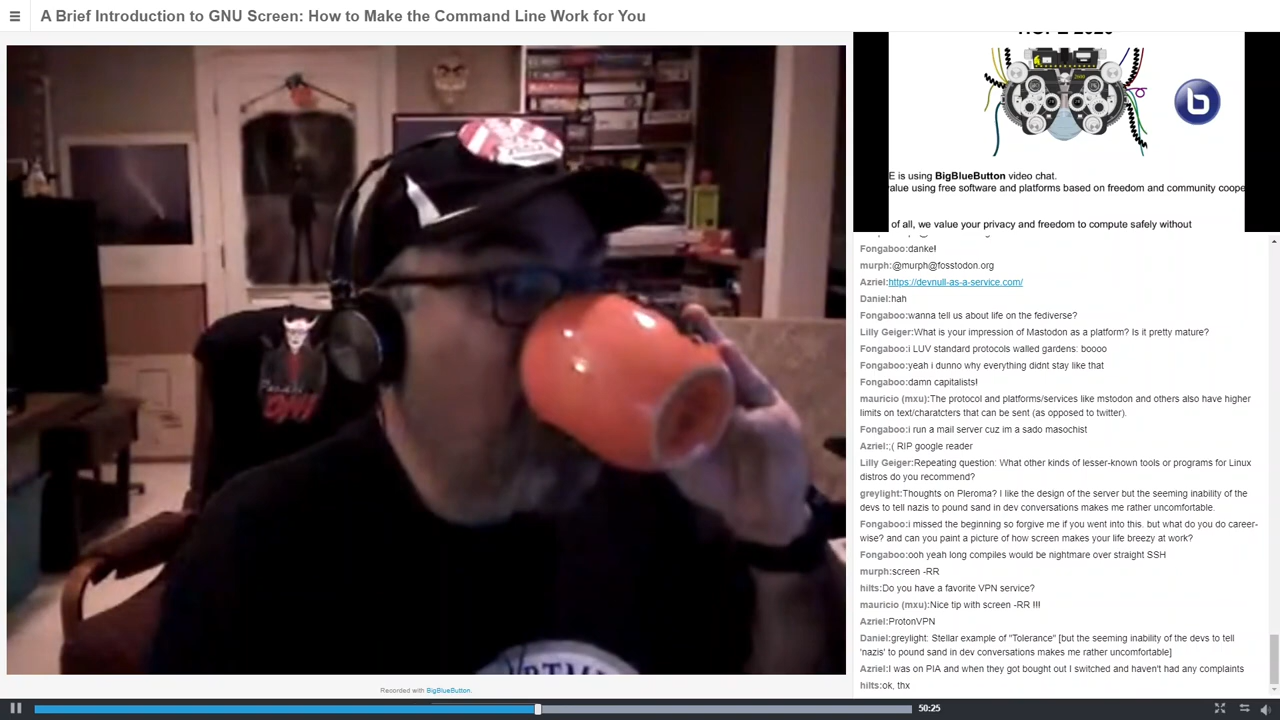 A Brief Introduction to GNU Screen: How to Make the Command Line Work for You
E is using BigBlueButton video chat.
value using free software and platforms based on freedom and community coope
of all, we value your privacy and freedom to compute safely without
Fongaboo:danke!
murph:@murph@fosstodon.org
Azriel:https://devnull-as-a-service.com/
Daniel:hah
Fongaboo:wanna tell us about life on the fediverse?
Lilly Geiger:What is your impression of Mastodon as a platform? Is it pretty mature?
Fongaboo:i LUV standard protocols walled gardens: boooo
Fongaboo:yeah i dunno why everything didnt stay like that
Fongaboo:damn capitalists!
mauricio (mxu):The protocol and platforms/services like mstodon and others also have higher
limits on text/charatcters that can be sent (as opposed to twitter).
Fongaboo:i run a mail server cuz im a sado masochist
Azriel:;( RIP google reader
Lilly Geiger:Repeating question: What other kinds of lesser-known tools or programs for Linux
distros do you recommend?
greylight:Thoughts on Pleroma? I like the design of the server but the seeming inability of the
devs to tell nazis to pound sand in dev conversations makes me rather uncomfortable.
Fongaboo:i missed the beginning so forgive me if you went into this. but what do you do career-
wise? and can you paint a picture of how screen makes your life breezy at work?
Fongaboo:ooh yeah long compiles would be nightmare over straight SSH
murph:screen -RR
hilts:Do you have a favorite VPN service?
mauricio (mxu):Nice tip with screen -RR !!!
Azriel:ProtonVPN
Daniel:greylight: Stellar example of "Tolerance" [but the seeming inability of the devs to tell
'nazis' to pound sand in dev conversations makes me rather uncomfortable]
Azriel:I was on PIA and when they got bought out I switched and haven't had any complaints
hilts:ok, thx
Recorded with BigBlueButton.
50:25